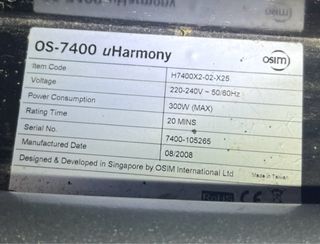 OS-7400 uHarmony
OSIM
Item Code H7400X2-02-X25
Voltage 220-240V ~ 50/60Hz
Power Consumption 300W (MAX)
Rating Time 20 MINS
Serial No. 7400-105265
Manufactured Date 08/2008
Designed & Developed in Singapore by OSIM International Ltd
Made in Taiwan